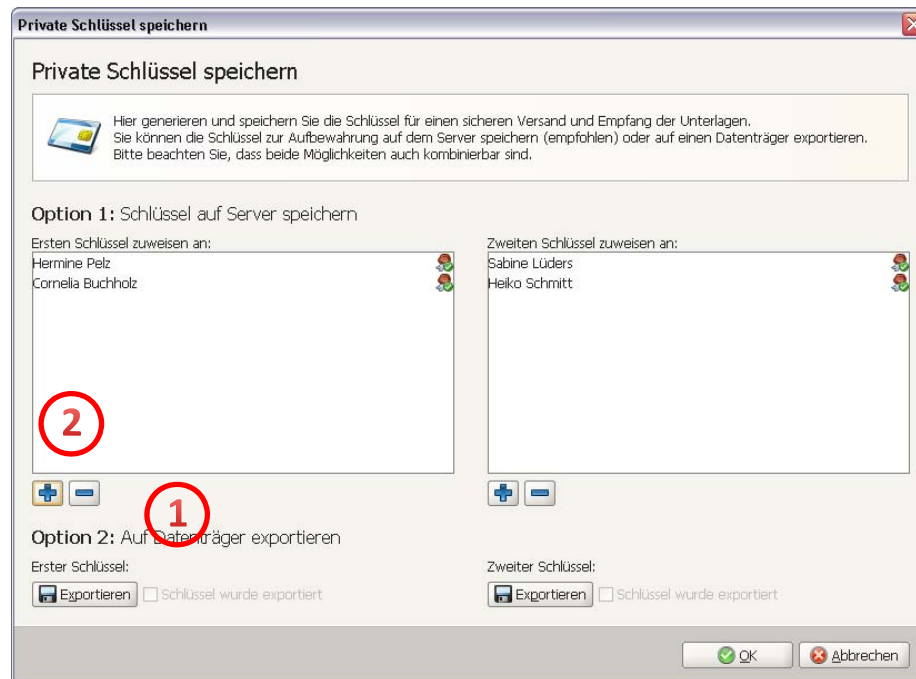 Private Schlüssel speichern
Private Schlüssel speichern
Hier generieren und speichern Sie die Schlüssel für einen sicheren Versand und Empfang der Unterlagen.
Sie können die Schlüssel zur Aufbewahrung auf dem Server speichern (empfohlen) oder auf einen Datenträger exportieren.
Bitte beachten Sie, dass beide Möglichkeiten auch kombinierbar sind.
Option 1: Schlüssel auf Server speichern
Ersten Schlüssel zuweisen an:
Hermine Pelz
Cornelia Buchholz
Zweiten Schlüssel zuweisen an:
Sabine Lüders
Heiko Schmitt
2
1
Option 2: Auf Datenträger exportieren
Erster Schlüssel:
Exportieren Schlüssel wurde exportiert
Zweiter Schlüssel:
Exportieren Schlüssel wurde exportiert
OK Abbrechen